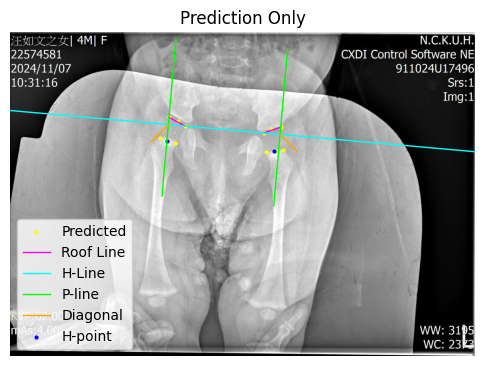 Prediction Only
汪如文之女| 4M| F
22574581
2024/11/07
10:31:16
N.C.K.U.H.
CXDI Control Software NE
911024U17496
Srs:1
Img:1
Predicted
Roof Line
H-Line
P-line
Diagonal
H-point
WW: 3195
WC: 2373